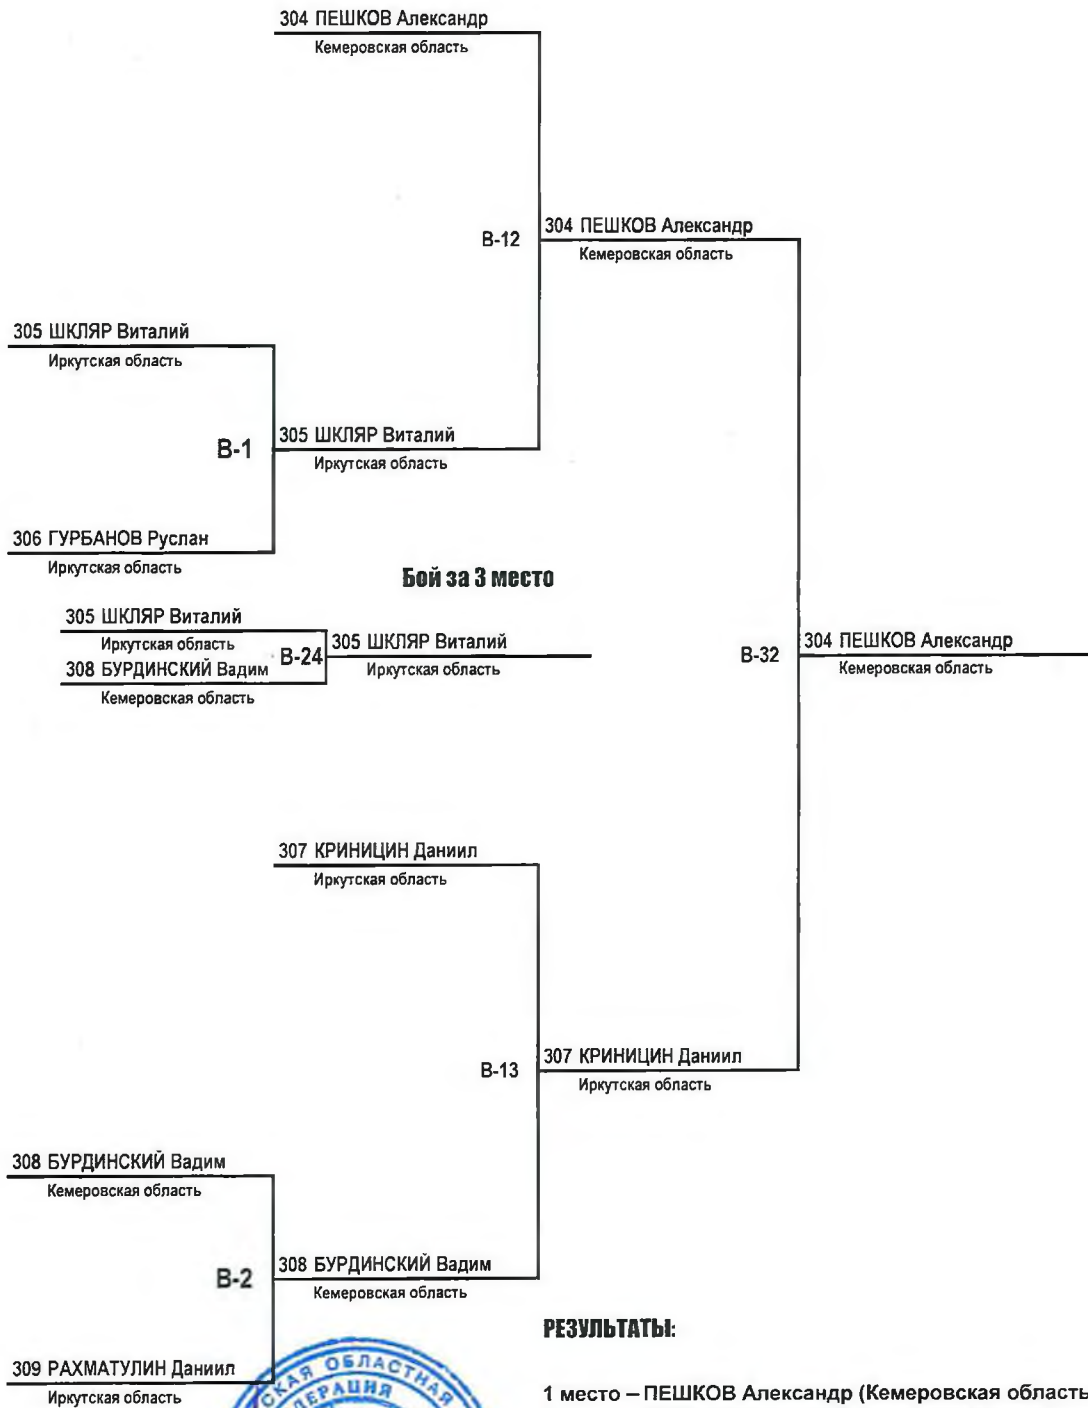 304 ПЕШКОВ Александр
Кемеровская область
B-12
304 ПЕШКОВ Александр
Кемеровская область
305 ШКЛЯР Виталий
Иркутская область
B-1
305 ШКЛЯР Виталий
Иркутская область
306 ГУРБАНОВ Руслан
Иркутская область
Бой за 3 место
305 ШКЛЯР Виталий
Иркутская область
308 БУРДИНСКИЙ Вадим
Кемеровская область
B-24
305 ШКЛЯР Виталий
Иркутская область
B-32
304 ПЕШКОВ Александр
Кемеровская область
307 КРИНИЦИН Даниил
Иркутская область
B-13
307 КРИНИЦИН Даниил
Иркутская область
308 БУРДИНСКИЙ Вадим
Кемеровская область
B-2
308 БУРДИНСКИЙ Вадим
Кемеровская область
309 РАХМАТУЛИН Даниил
Иркутская область
РЕЗУЛЬТАТЫ:
1 место – ПЕШКОВ Александр (Кемеровская область
СКАЯ ОБЛАСТНАЯ
ДЕРАЦИЯ